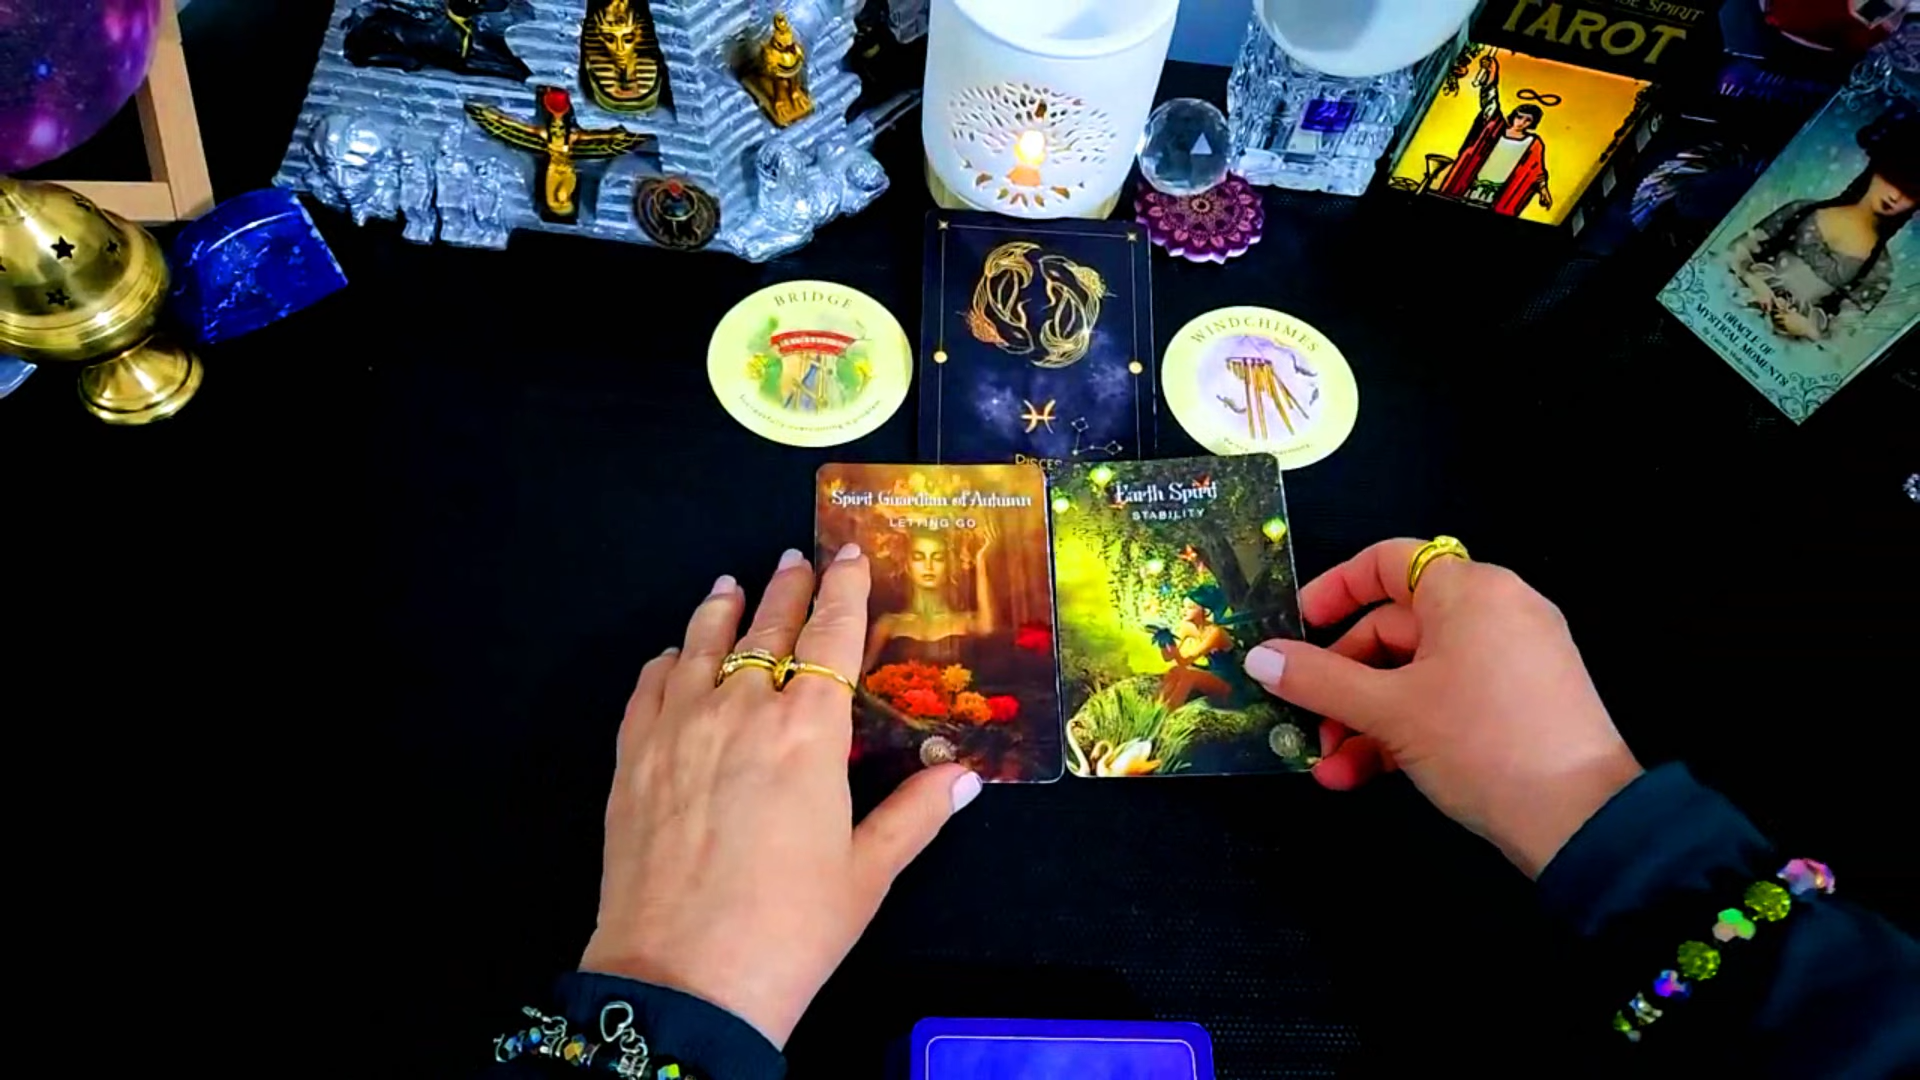 TAROT
BRIDGE
WINDCHIMES
PISCES
Spirit Guardian of Autumn
LETTING GO
Earth Spirit
STABILITY
ORACLE OF
MYSTICAL MOMENTS